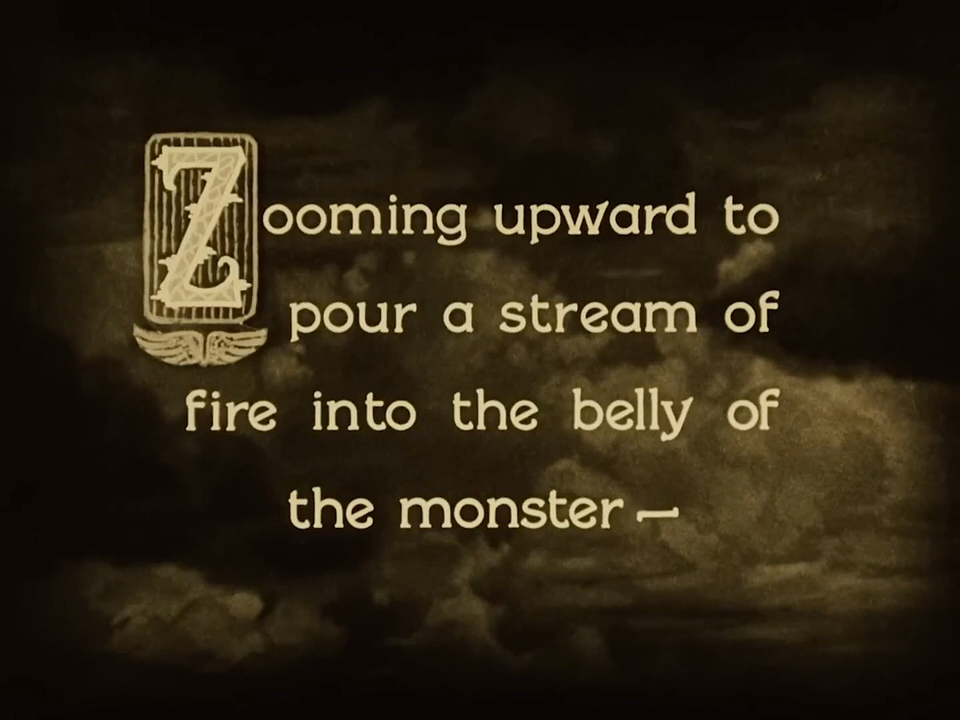 Zooming upward to
pour a stream of
fire into the belly of
the monster —